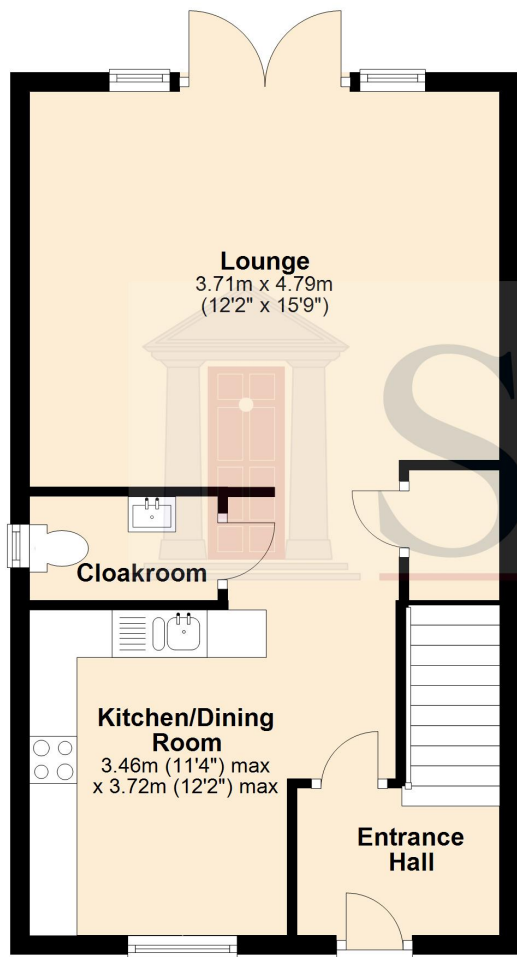 Lounge
3.71m x 4.79m
(12'2" x 15'9")
S
Cloakroom
Kitchen/Dining
Room
3.46m (11'4") max
x 3.72m (12'2") max
Entrance
Hall